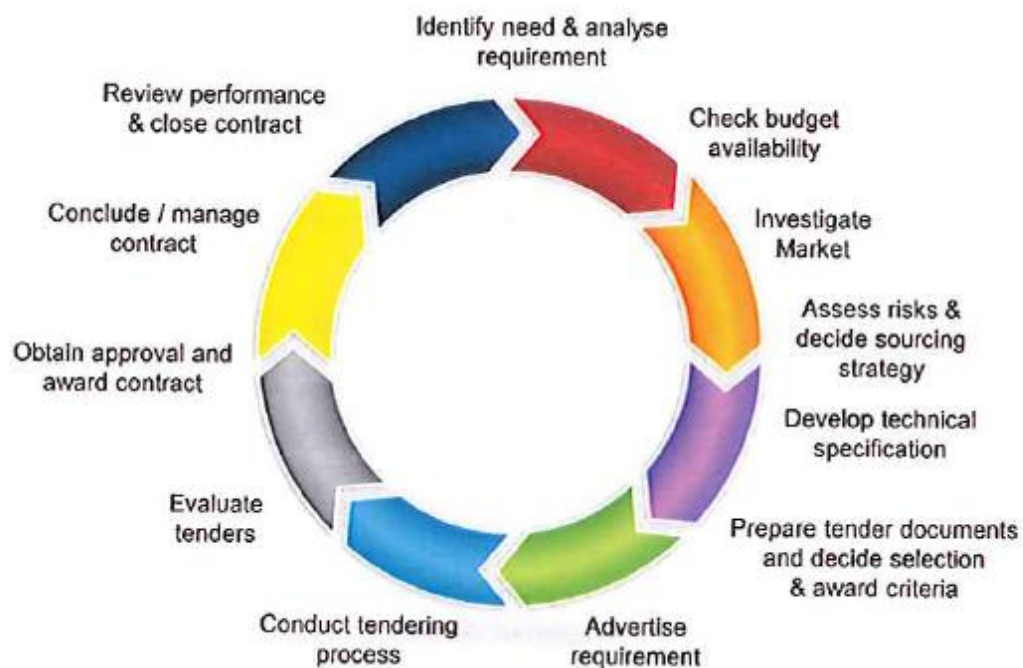 Identify need & analyse
requirement
Check budget
availability
Investigate
Market
Assess risks &
decide sourcing
strategy
Develop technical
specification
Prepare tender documents
and decide selection
& award criteria
Advertise
requirement
Conduct tendering
process
Evaluate
tenders
Obtain approval and
award contract
Conclude / manage
contract
Review performance
& close contract